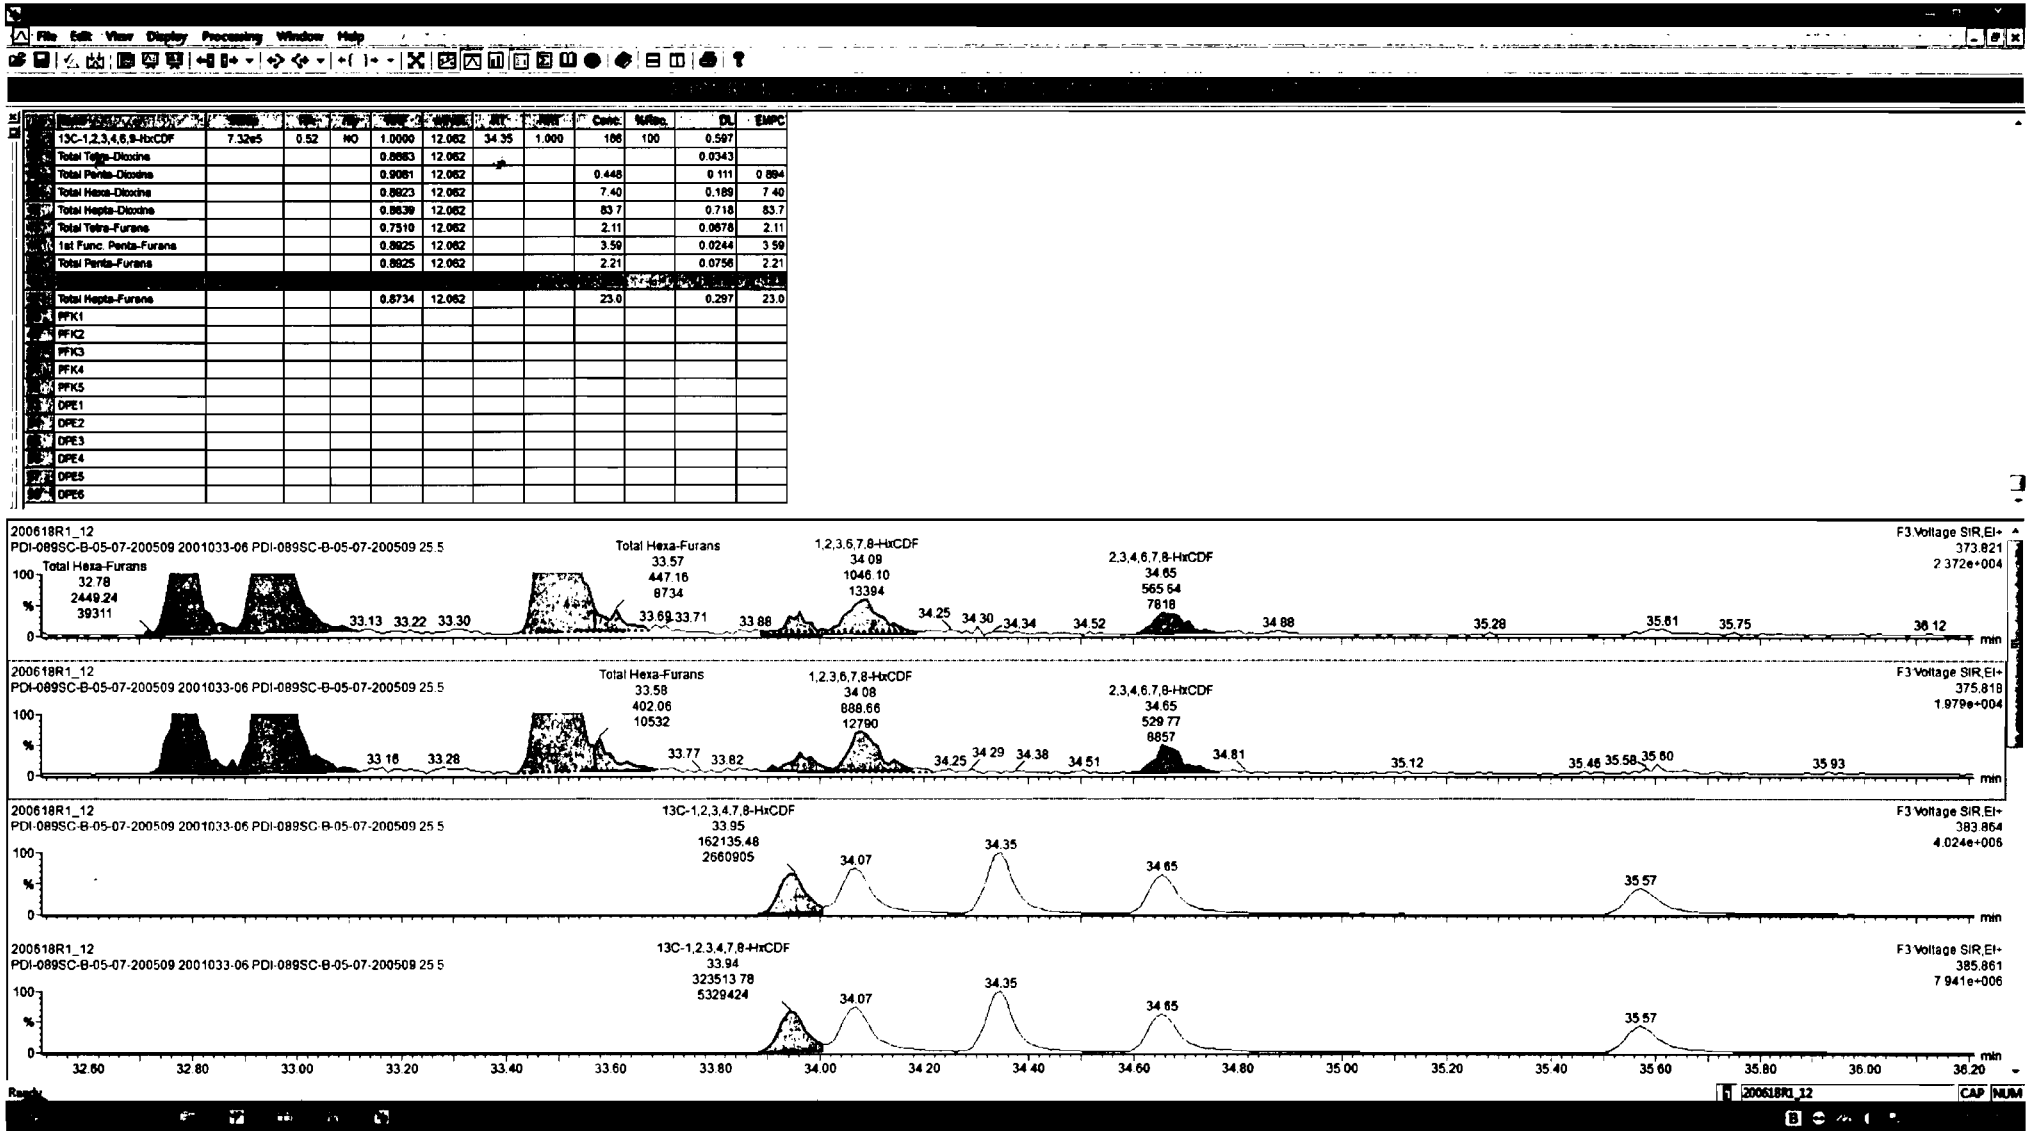 File Edit View Display Processing Window Help
Conc. %Rec. DL EMPC
13C-1,2,3,4,6,9-HxCDF 7.32e5 0.52 NO 1.0000 12.062 34.35 1.000 166 100 0.597
Total Tetra-Dioxins 12.062 0.0343
Total Penta-Dioxins 0.9081 12.062 0.448 0 111 0 894
Total Hexa-Dioxins 0.8923 12.062 7.40 0.189 7 40
Total Hepta-Dioxins 12.062 83 7 0.718 83.7
Total Tetra-Furans 0.7510 12.062 2.11 2.11
1st Func. Penta-Furans 0.8925 12.062 3.59 0.0244 3 59
Total Penta-Furans 0.8925 12.062 2.21 0.0756 2.21
Total Hepta-Furans 0.8734 12.062 23.0 0.297 23.0
PFK1
PFK2
PFK3
PFK4
PFK5
DPE1
DPE2
DPE3
DPE4
DPE5
DPE6
200618R1_12
PDI-089SC-B-05-07-200509 2001033-06 PDI-089SC-B-05-07-200509 25.5
F3:Voltage SIR,EI+
373.821
2 372e+004
Total Hexa-Furans
32.78
2449.24
39311
Total Hexa-Furans
33.57
447.16
8734
1,2,3,6,7,8-HxCDF
34 09
1046.10
13394
2,3,4,6,7,8-HxCDF
34.65
565 64
7818
100
%
0
33.13 33.22 33.30 33.69 33.71 33 88 34.25 34 30 34.34 34.52 34 88 35.28 35.61 35.75 36 12
min
200618R1_12
PDI-089SC-B-05-07-200509 2001033-06 PDI-089SC-B-05-07-200509 25.5
F3:Voltage SIR,EI+
375.818
1.979e+004
Total Hexa-Furans
33.58
402.06
10532
1,2,3,6,7,8-HxCDF
34 08
888.66
12790
2,3,4,6,7,8-HxCDF
34.65
529 77
6857
100
%
0
33 16 33.28 33.77 33.82 34.25 34 29 34.38 34 51 34.81 35.12 35.46 35.58 35 60 35 93
min
200618R1_12
PDI-089SC-B-05-07-200509 2001033-06 PDI-089SC-B-05-07-200509 25 5
F3:Voltage SIR,EI+
383.864
4.024e+006
13C-1,2,3,4,7,8-HxCDF
33.95
162135.48
2660905
100
%
0
34.07 34.35 34 65 35 57
min
200618R1_12
PDI-089SC-B-05-07-200509 2001033-06 PDI-089SC-B-05-07-200509 25 5
F3:Voltage SIR,EI+
385.861
7 941e+006
13C-1,2,3,4,7,8-HxCDF
33.94
323513 78
5329424
100
%
0
34.07 34.35 34 65 35 57
min
32.60 32.80 33.00 33.20 33.40 33.60 33.80 34.00 34.20 34 40 34.60 34.80 35.00 35.20 35.40 35 60 35.80 36.00 36.20
Ready
200618R1_12 CAP NUM